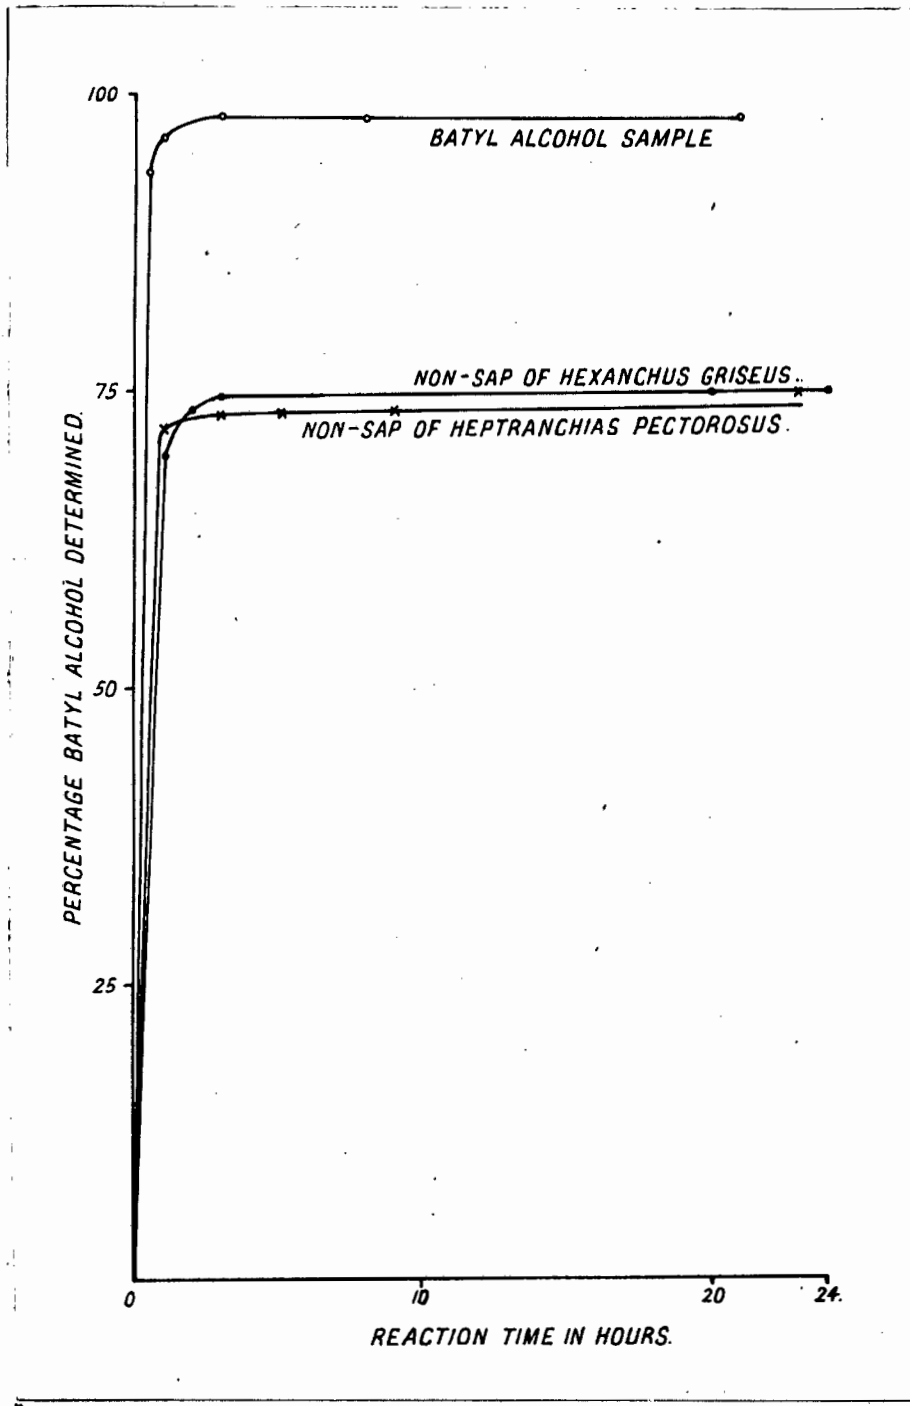 100
BATYL ALCOHOL SAMPLE
NON-SAP OF HEXANCHUS GRISEUS.
75
NON-SAP OF HEPTRANCHIAS PECTOROSUS.
PERCENTAGE BATYL ALCOHOL DETERMINED.
50
25
0 10 20 24.
REACTION TIME IN HOURS.